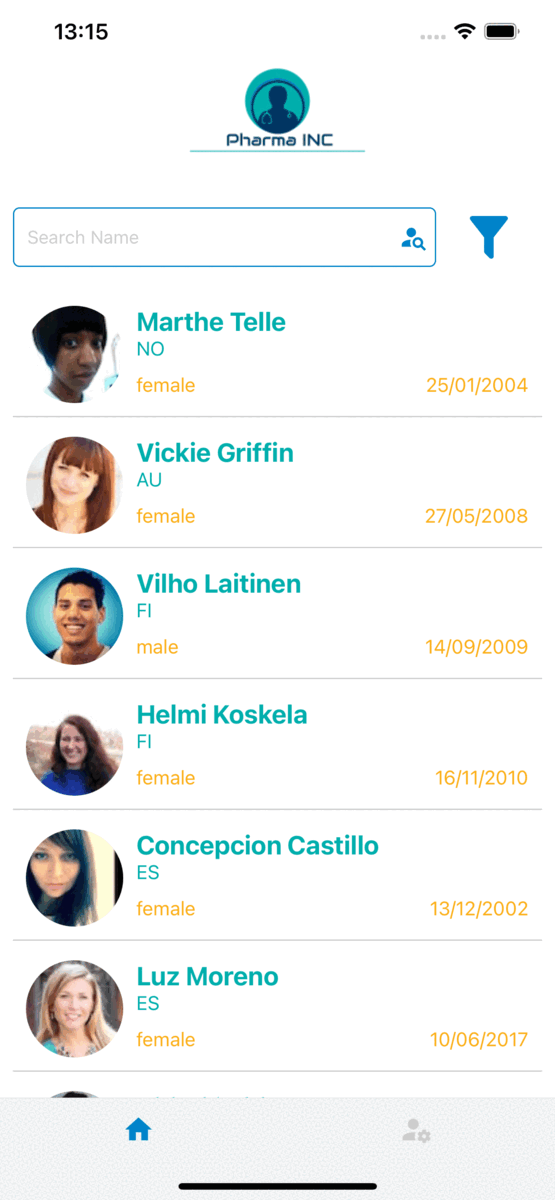 13:15
Pharma INC
Search Name
Marthe Telle
NO
female 25/01/2004
Vickie Griffin
AU
female 27/05/2008
Vilho Laitinen
FI
male 14/09/2009
Helmi Koskela
FI
female 16/11/2010
Concepcion Castillo
ES
female 13/12/2002
Luz Moreno
ES
female 10/06/2017